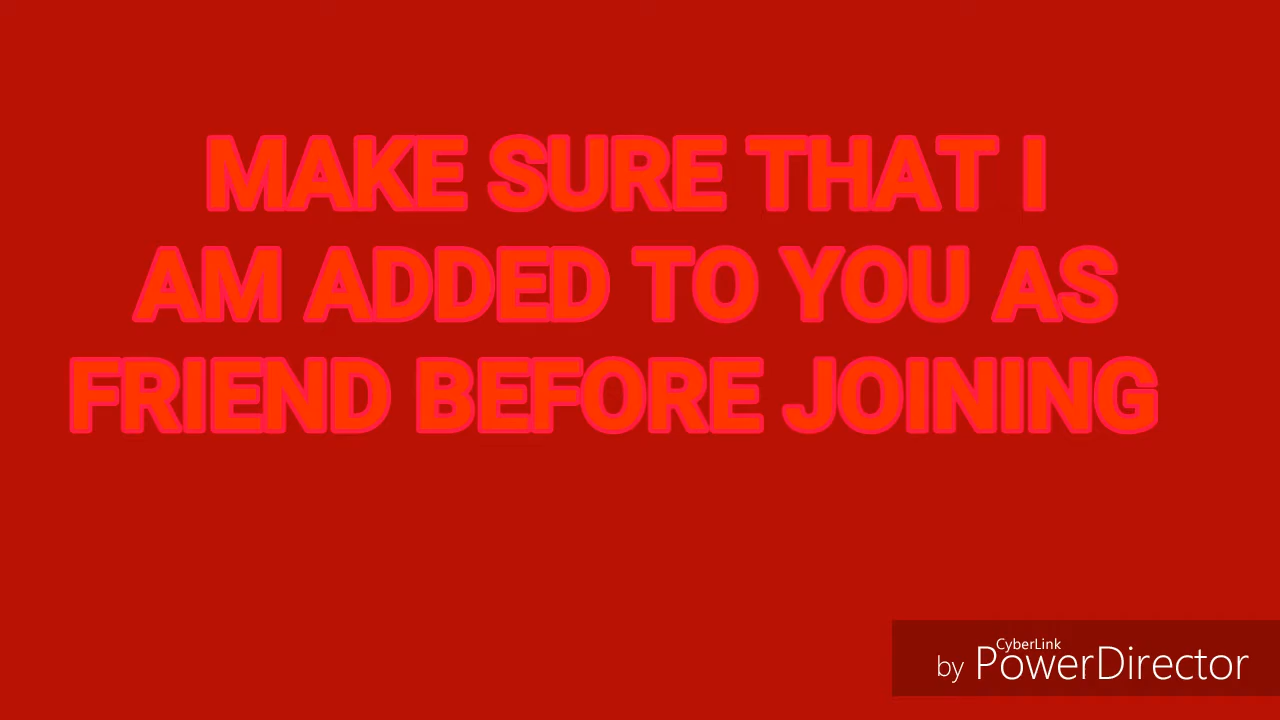 MAKE SURE THAT I
AM ADDED TO YOU AS
FRIEND BEFORE JOINING
CyberLink
by PowerDirector